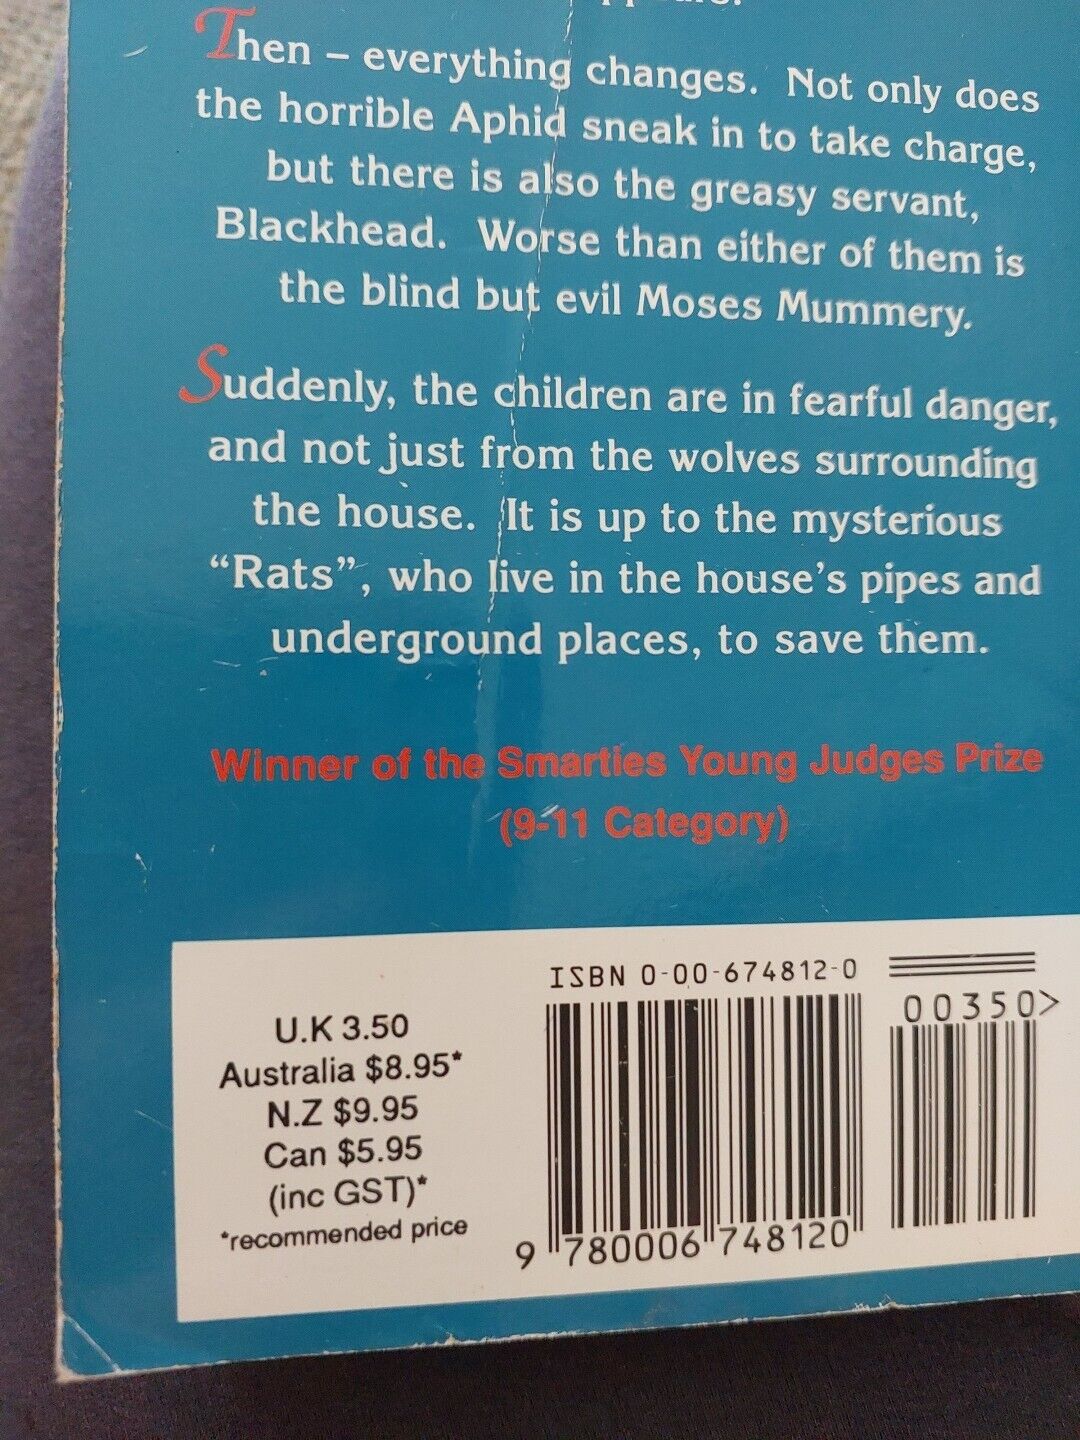 Then – everything changes. Not only does
the horrible Aphid sneak in to take charge,
but there is also the greasy servant,
Blackhead. Worse than either of them is
the blind but evil Moses Mummery.
Suddenly, the children are in fearful danger,
and not just from the wolves surrounding
the house. It is up to the mysterious
“Rats”, who live in the house's pipes and
underground places, to save them.
Winner of the Smarties Young Judges Prize
(9-11 Category)
U.K 3.50
Australia $8.95*
N.Z $9.95
Can $5.95
(inc GST)*
*recommended price
ISBN 0-00-674812-0
00350>
9 780006 748120